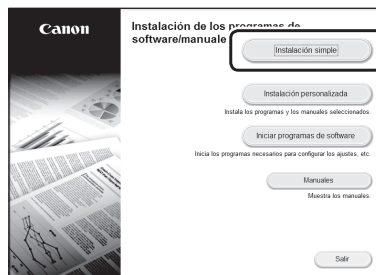 Canon
Instalación de los programas de
software/manuale
Instalación simple
Instalación personalizada
Instala los programas y los manuales seleccionados.
Iniciar programas de software
Inicia los programas necesarios para configurar los ajustes, etc.
Manuales
Muestra los manuales.
Salir